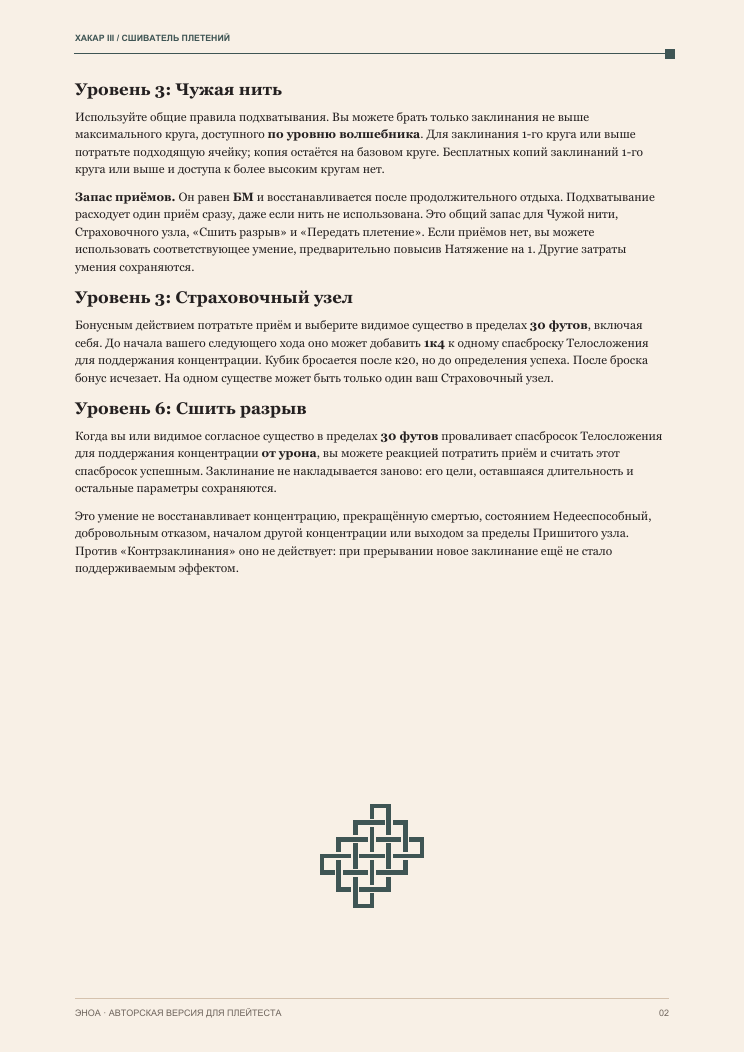 ХАКАР III / СШИВАТЕЛЬ ПЛЕТЕНИЙ
Уровень 3: Чужая нить
Используйте общие правила подхватывания. Вы можете брать только заклинания не выше
максимального круга, доступного по уровню волшебника. Для заклинания 1-го круга или выше
потратьте подходящую ячейку; копия остаётся на базовом круге. Бесплатных копий заклинаний 1-го
круга или выше и доступа к более высоким кругам нет.
Запас приёмов. Он равен БМ и восстанавливается после продолжительного отдыха. Подхватывание
расходует один приём сразу, даже если нить не использована. Это общий запас для Чужой нити,
Страховочного узла, «Сшить разрыв» и «Передать плетение». Если приёмов нет, вы можете
использовать соответствующее умение, предварительно повысив Натяжение на 1. Другие затраты
умения сохраняются.
Уровень 3: Страховочный узел
Бонусным действием потратьте приём и выберите видимое существо в пределах 30 футов, включая
себя. До начала вашего следующего хода оно может добавить 1к4 к одному спасброску Телосложения
для поддержания концентрации. Кубик бросается после к20, но до определения успеха. После броска
бонус исчезает. На одном существе может быть только один ваш Страховочный узел.
Уровень 6: Сшить разрыв
Когда вы или видимое согласное существо в пределах 30 футов проваливает спасбросок Телосложения
для поддержания концентрации от урона, вы можете реакцией потратить приём и считать этот
спасбросок успешным. Заклинание не накладывается заново: его цели, оставшаяся длительность и
остальные параметры сохраняются.
Это умение не восстанавливает концентрацию, прекращённую смертью, состоянием Недееспособный,
добровольным отказом, началом другой концентрации или выходом за пределы Пришитого узла.
Против «Контрзаклинания» оно не действует: при прерывании новое заклинание ещё не стало
поддерживаемым эффектом.
ЭНОА · АВТОРСКАЯ ВЕРСИЯ ДЛЯ ПЛЕЙТЕСТА
02